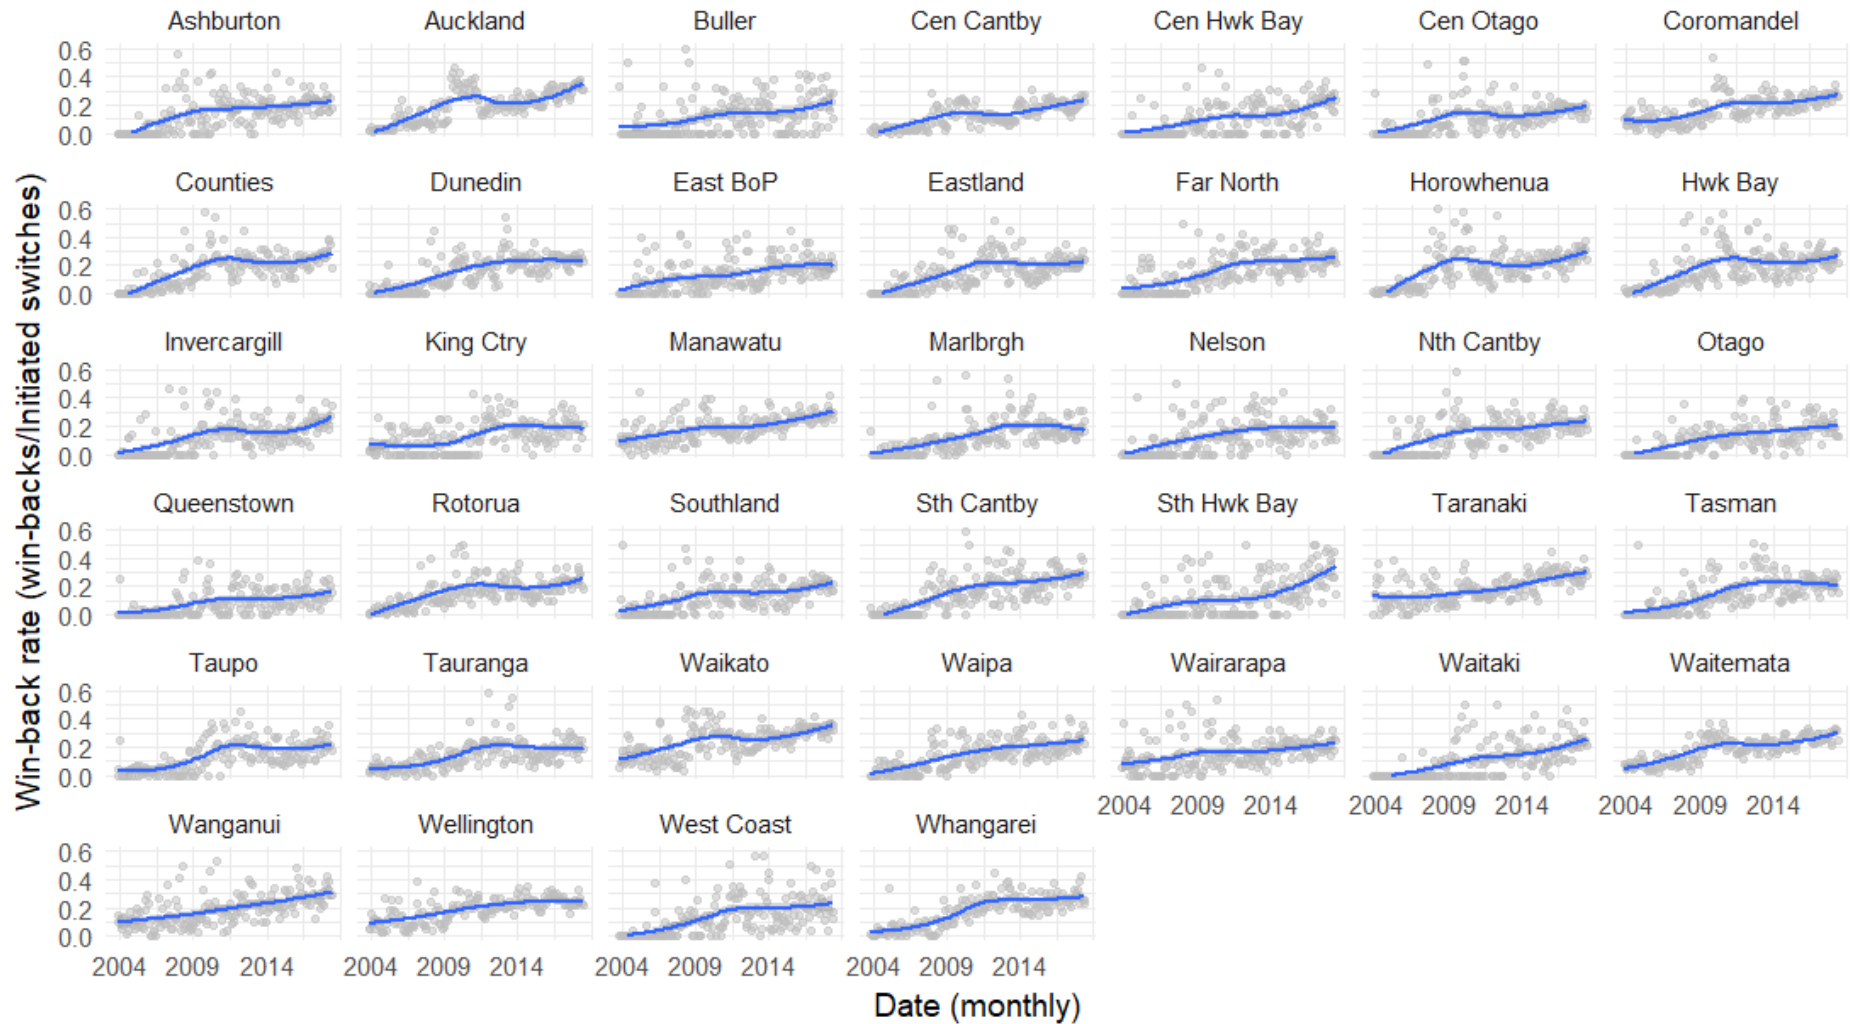 Ashburton Auckland Buller Cen Cantby Cen Hwk Bay Cen Otago Coromandel
0.6
0.4
0.2
0.0
Counties Dunedin East BoP Eastland Far North Horowhenua Hwk Bay
0.6
0.4
0.2
0.0
Invercargill King Ctry Manawatu Marlbrgh Nelson Nth Cantby Otago
0.6
0.4
0.2
0.0
Queenstown Rotorua Southland Sth Cantby Sth Hwk Bay Taranaki Tasman
0.6
0.4
0.2
0.0
Taupo Tauranga Waikato Waipa Wairarapa Waitaki Waitemata
0.6
0.4
0.2
0.0
2004 2009 2014 2004 2009 2014 2004 2009 2014
Wanganui Wellington West Coast Whangarei
0.6
0.4
0.2
0.0
2004 2009 2014 2004 2009 2014 2004 2009 2014 2004 2009 2014
Date (monthly)
Win-back rate (win-backs/Initiated switches)